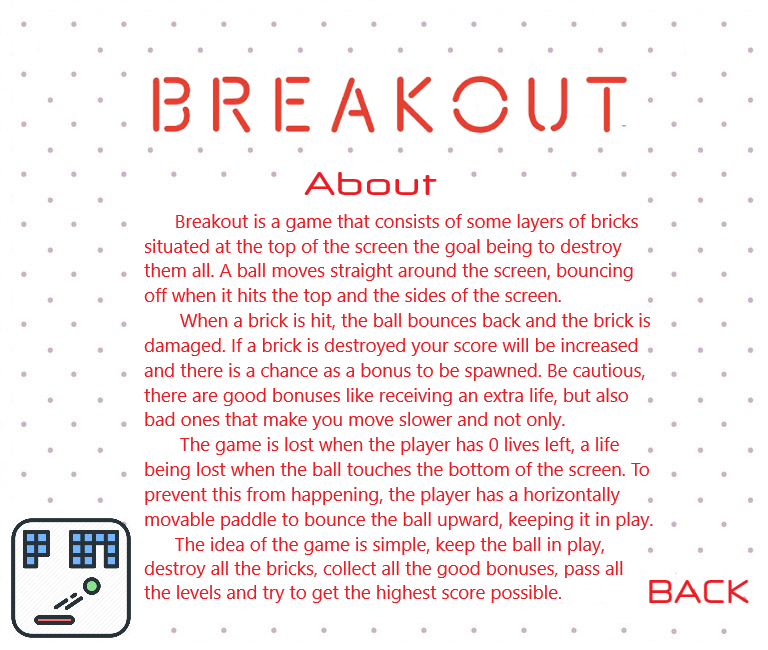 BREAKOUT
About
Breakout is a game that consists of some layers of bricks
situated at the top of the screen the goal being to destroy
them all. A ball moves straight around the screen, bouncing
off when it hits the top and the sides of the screen.
When a brick is hit, the ball bounces back and the brick is
damaged. If a brick is destroyed your score will be increased
and there is a chance as a bonus to be spawned. Be cautious,
there are good bonuses like receiving an extra life, but also
bad ones that make you move slower and not only.
The game is lost when the player has 0 lives left, a life
being lost when the ball touches the bottom of the screen. To
prevent this from happening, the player has a horizontally
movable paddle to bounce the ball upward, keeping it in play.
The idea of the game is simple, keep the ball in play,
destroy all the bricks, collect all the good bonuses, pass all
the levels and try to get the highest score possible.
BACK